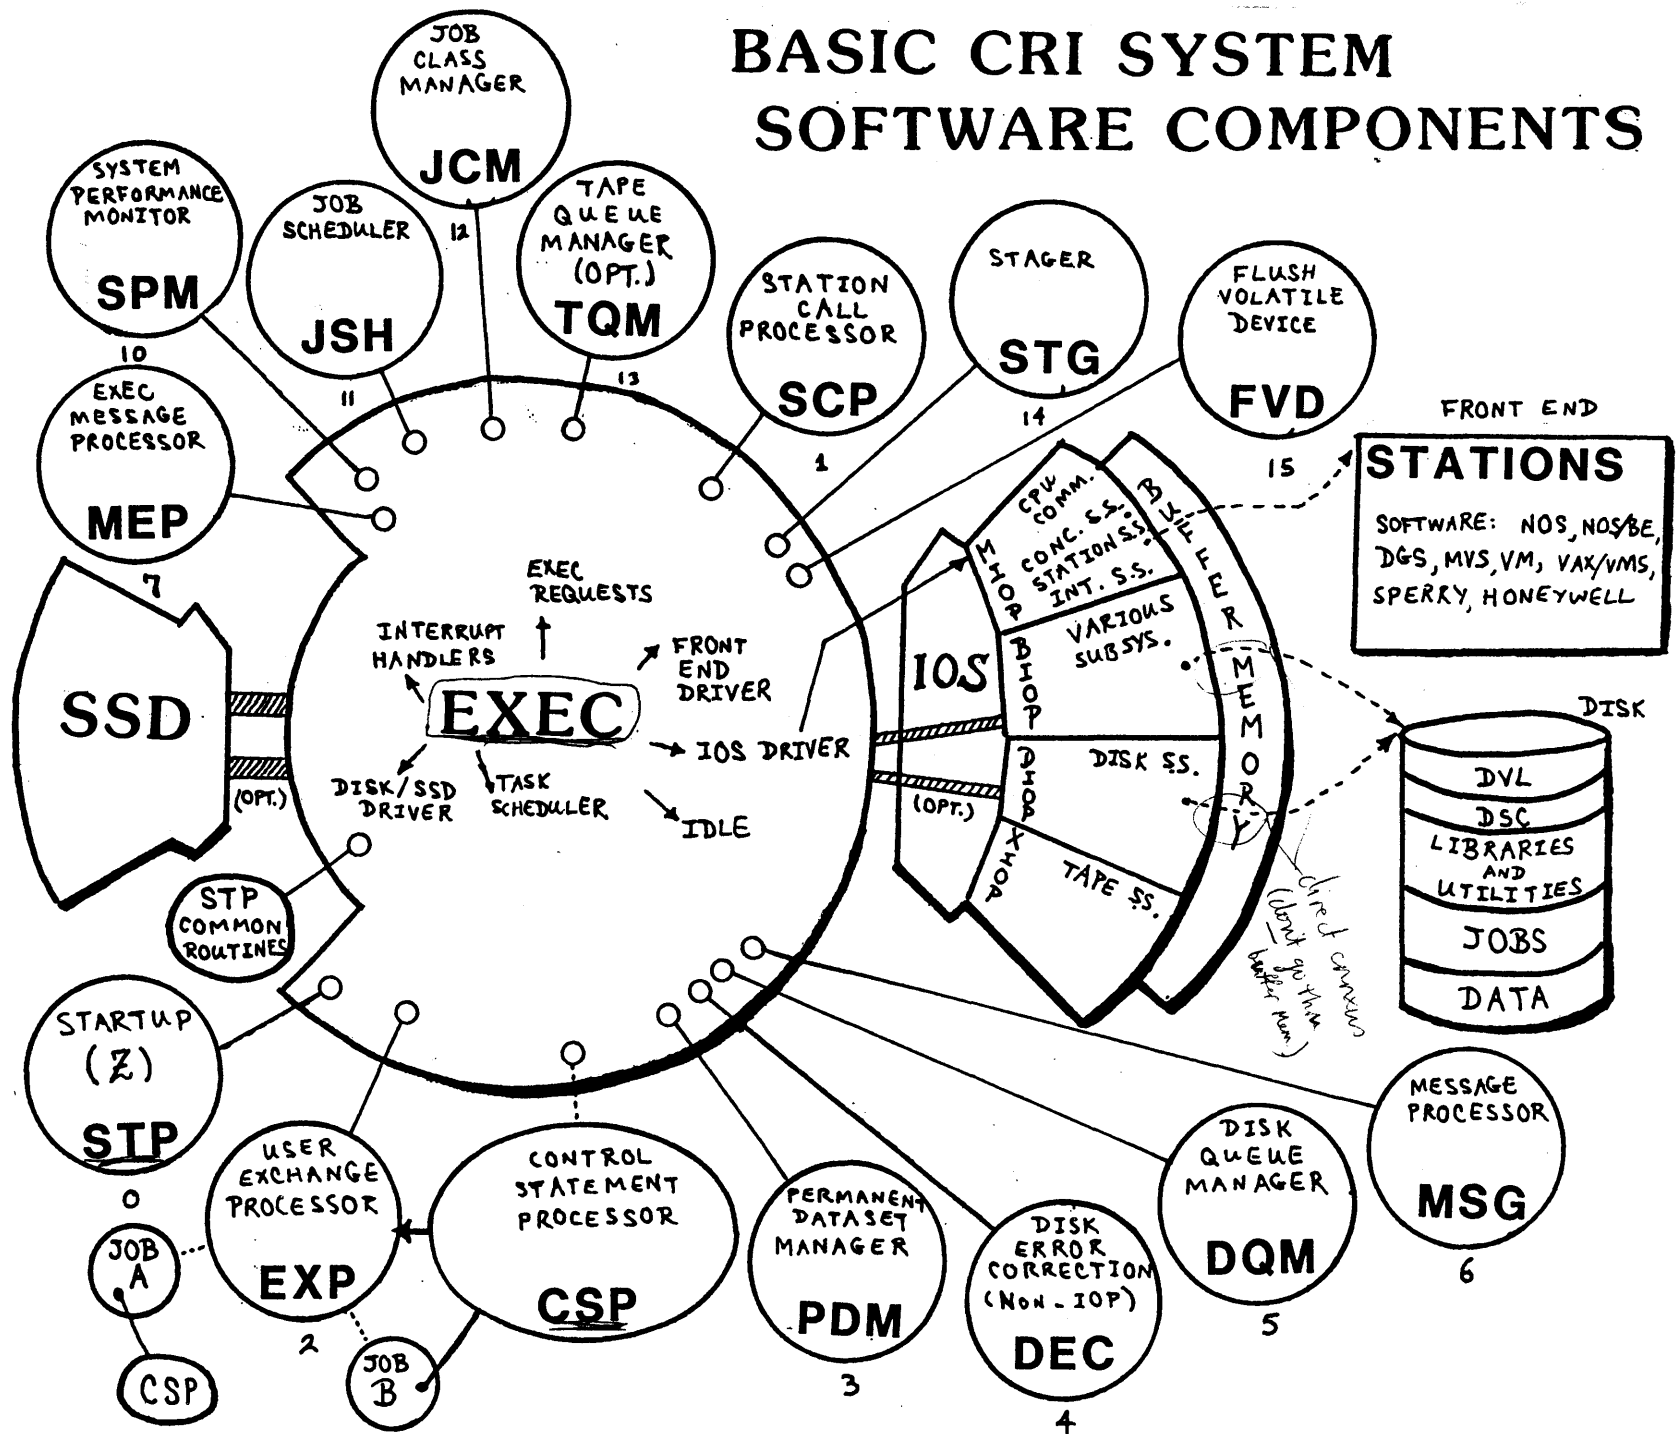 BASIC CRI SYSTEM
SOFTWARE COMPONENTS
JOB
CLASS
MANAGER
JCM
12
SYSTEM
PERFORMANCE
MONITOR
SPM
10
JOB
SCHEDULER
JSH
11
TAPE
QUEUE
MANAGER
(OPT.)
TQM
13
STATION
CALL
PROCESSOR
SCP
1
STAGER
STG
14
FLUSH
VOLATILE
DEVICE
FVD
15
EXEC
MESSAGE
PROCESSOR
MEP
7
FRONT END
STATIONS
SOFTWARE: NOS, NOS/BE,
DGS, MVS, VM, VAX/VMS,
SPERRY, HONEYWELL
SSD
(OPT.)
EXEC
REQUESTS
INTERRUPT
HANDLERS
FRONT
END
DRIVER
EXEC
IOS DRIVER
DISK/SSD
DRIVER
TASK
SCHEDULER
IDLE
IOS
(OPT.)
MIOP
CPU
COMM.
CONC. S.S.
STATION S.S.
INT. S.S.
BIOP
VARIOUS
SUBSYS.
DIOP
DISK S.S.
XIOP
TAPE S.S.
BUFFER MEMORY
direct
(don't go thru
buffer mem)
DISK
DVL
DSC
LIBRARIES
AND
UTILITIES
JOBS
DATA
STP
COMMON
ROUTINES
STARTUP
(Z)
STP
0
USER
EXCHANGE
PROCESSOR
EXP
2
JOB
A
CSP
JOB
B
CONTROL
STATEMENT
PROCESSOR
CSP
PERMANENT
DATASET
MANAGER
PDM
3
DISK
ERROR
CORRECTION
(NON-IOP)
DEC
4
DISK
QUEUE
MANAGER
DQM
5
MESSAGE
PROCESSOR
MSG
6